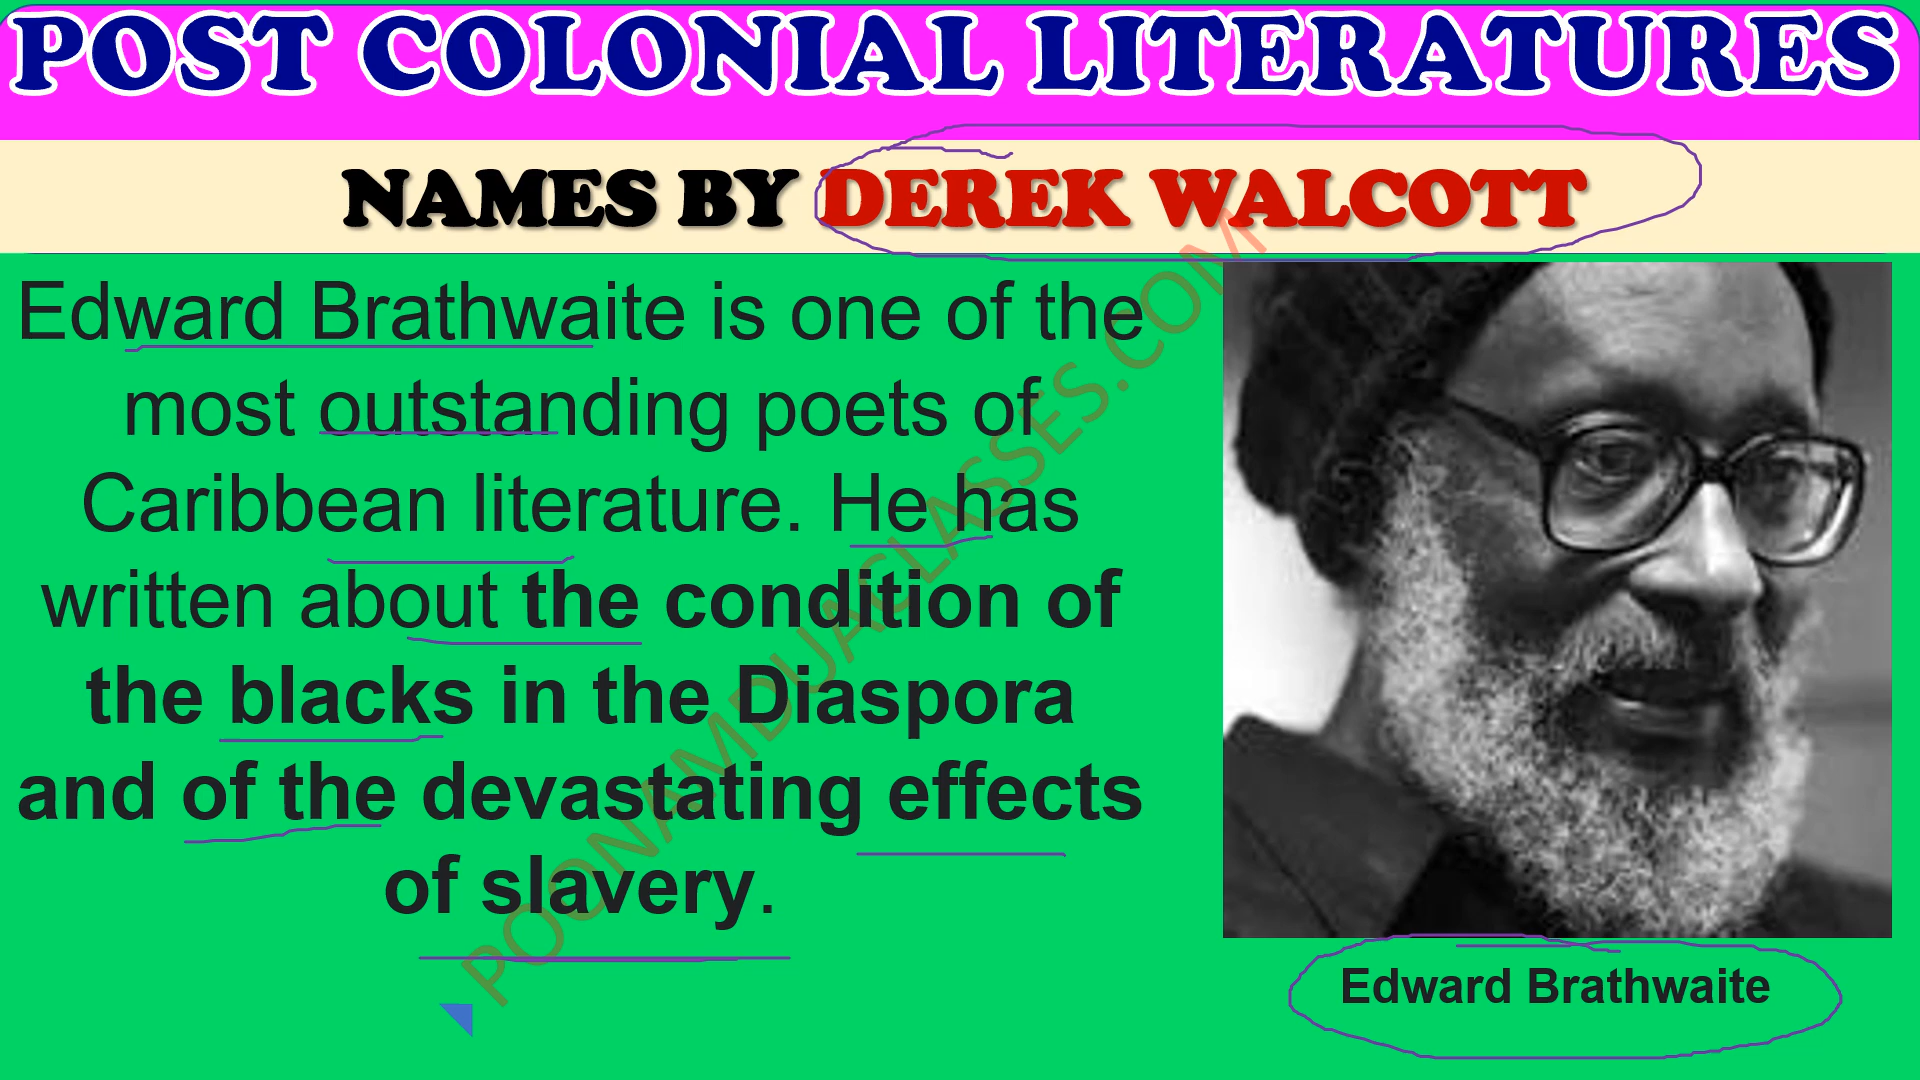 POST COLONIAL LITERATURES
NAMES BY DEREK WALCOTT
Edward Brathwaite is one of the
most outstanding poets of
Caribbean literature. He has
written about the condition of
the blacks in the Diaspora
and of the devastating effects
of slavery.
POONAMDUACLASSES.COM
Edward Brathwaite